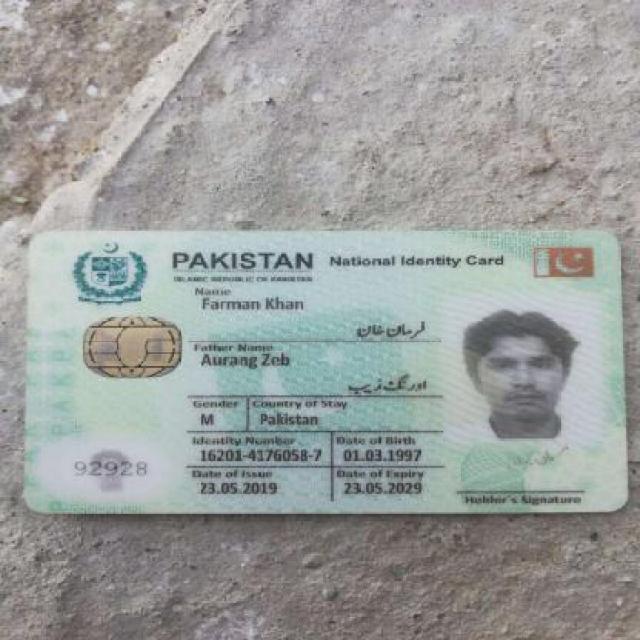 PAKISTAN National Identity Card
ISLAMIC REPUBLIC OF PAKISTAN
Name
Farman Khan
فرمان خان
Father Name
Aurang Zeb
اورنگزیب
Gender Country of Stay
M Pakistan
Identity Number Date of Birth
16201-4176058-7 01.03.1997
Date of Issue Date of Expiry
23.05.2019 23.05.2029
92928
Holder's Signature